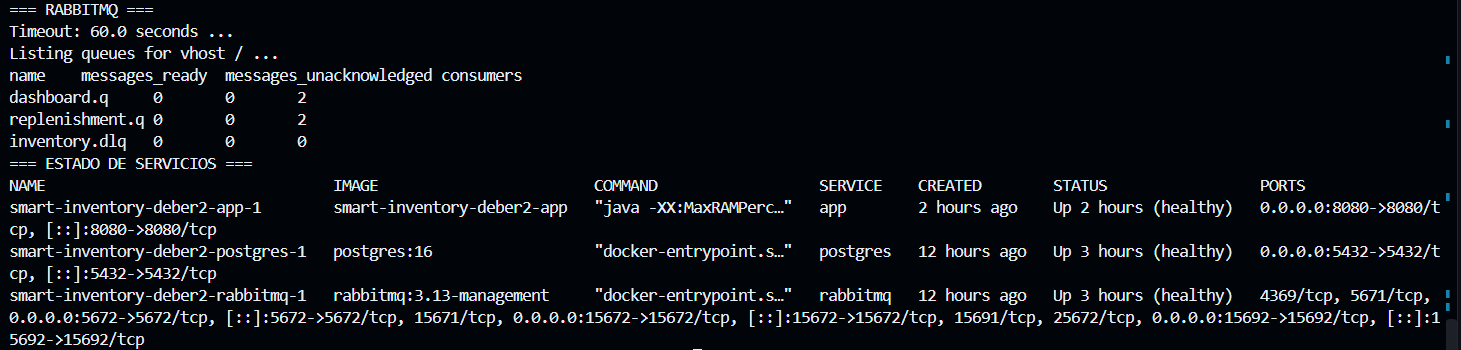 === RABBITMQ ===
Timeout: 60.0 seconds ...
Listing queues for vhost / ...
name    messages_ready  messages_unacknowledged consumers
dashboard.q     0       0       2
replenishment.q 0       0       2
inventory.dlq   0       0       0
=== ESTADO DE SERVICIOS ===
NAME                              IMAGE                       COMMAND                  SERVICE    CREATED        STATUS                 PORTS
smart-inventory-deber2-app-1      smart-inventory-deber2-app  "java -XX:MaxRAMPerc…"   app        2 hours ago    Up 2 hours (healthy)   0.0.0.0:8080->8080/t
cp, [::]:8080->8080/tcp
smart-inventory-deber2-postgres-1   postgres:16                 "docker-entrypoint.s…"   postgres   12 hours ago   Up 3 hours (healthy)   0.0.0.0:5432->5432/t
cp, [::]:5432->5432/tcp
smart-inventory-deber2-rabbitmq-1   rabbitmq:3.13-management    "docker-entrypoint.s…"   rabbitmq   12 hours ago   Up 3 hours (healthy)   4369/tcp, 5671/tcp,
0.0.0.0:5672->5672/tcp, [::]:5672->5672/tcp, 15671/tcp, 0.0.0.0:15672->15672/tcp, [::]:15672->15672/tcp, 15691/tcp, 25672/tcp, 0.0.0.0:15692->15692/tcp, [::]:1
5692->15692/tcp